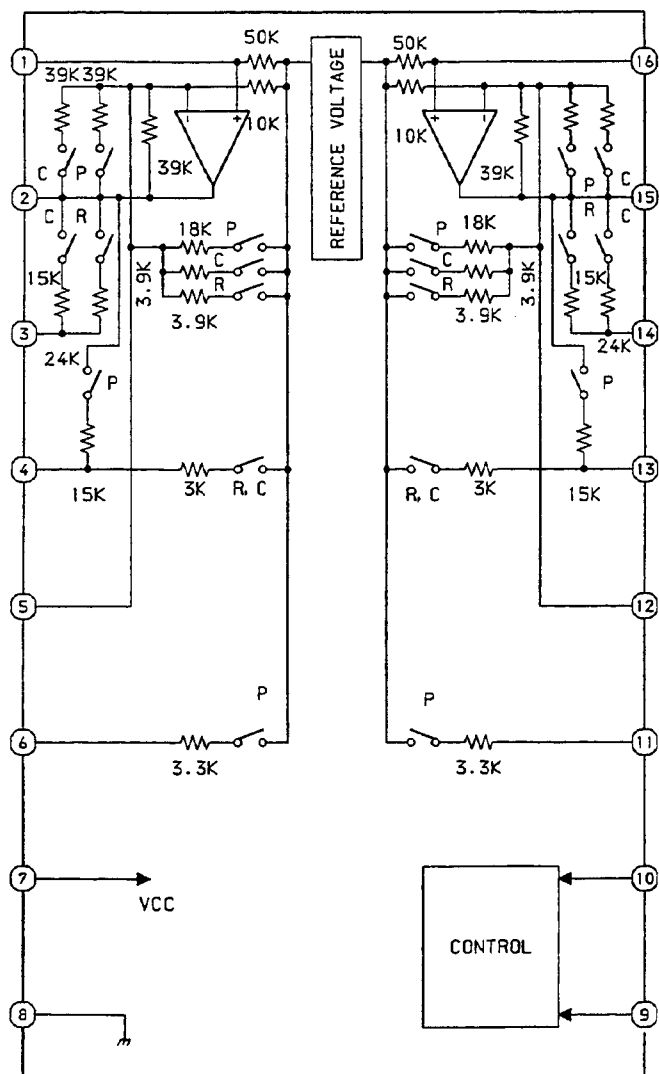 50K
50K
1
16
39K 39K
10K
10K
REFERENCE VOLTAGE
39K
39K
C P
P C
2
15
C R
R C
18K P
P 18K
15K
C
C
15K
3.9K
R
R
3.9K
3.9K
3.9K
3
14
24K
24K
P
P
4
13
15K
3K
R, C
R, C
3K
15K
5
12
P
P
6
11
3.3K
3.3K
7
10
VCC
CONTROL
8
9